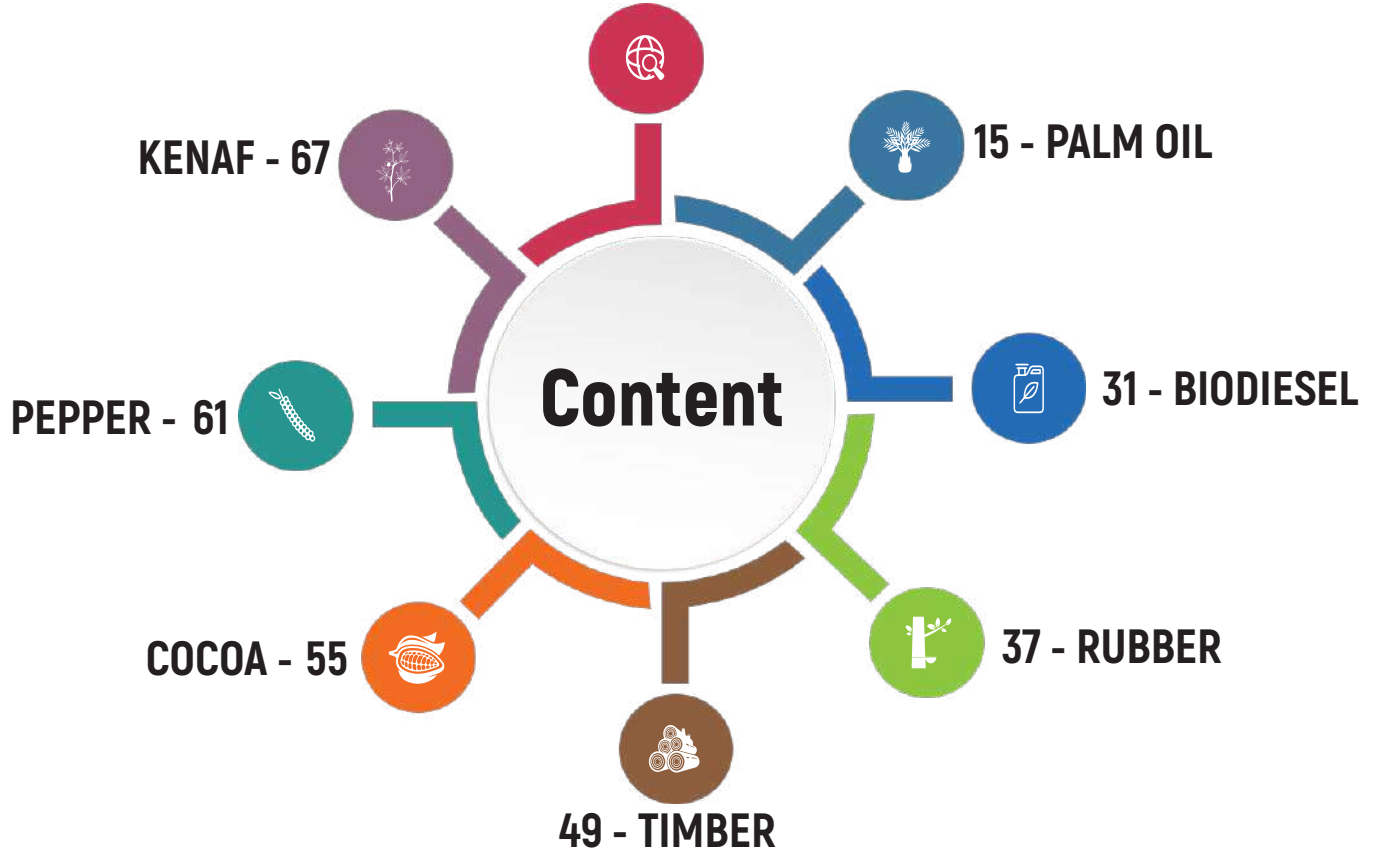 15 - PALM OIL
31 - BIODIESEL
37 - RUBBER
49 - TIMBER
COCOA - 55
PEPPER - 61
KENAF - 67
Content